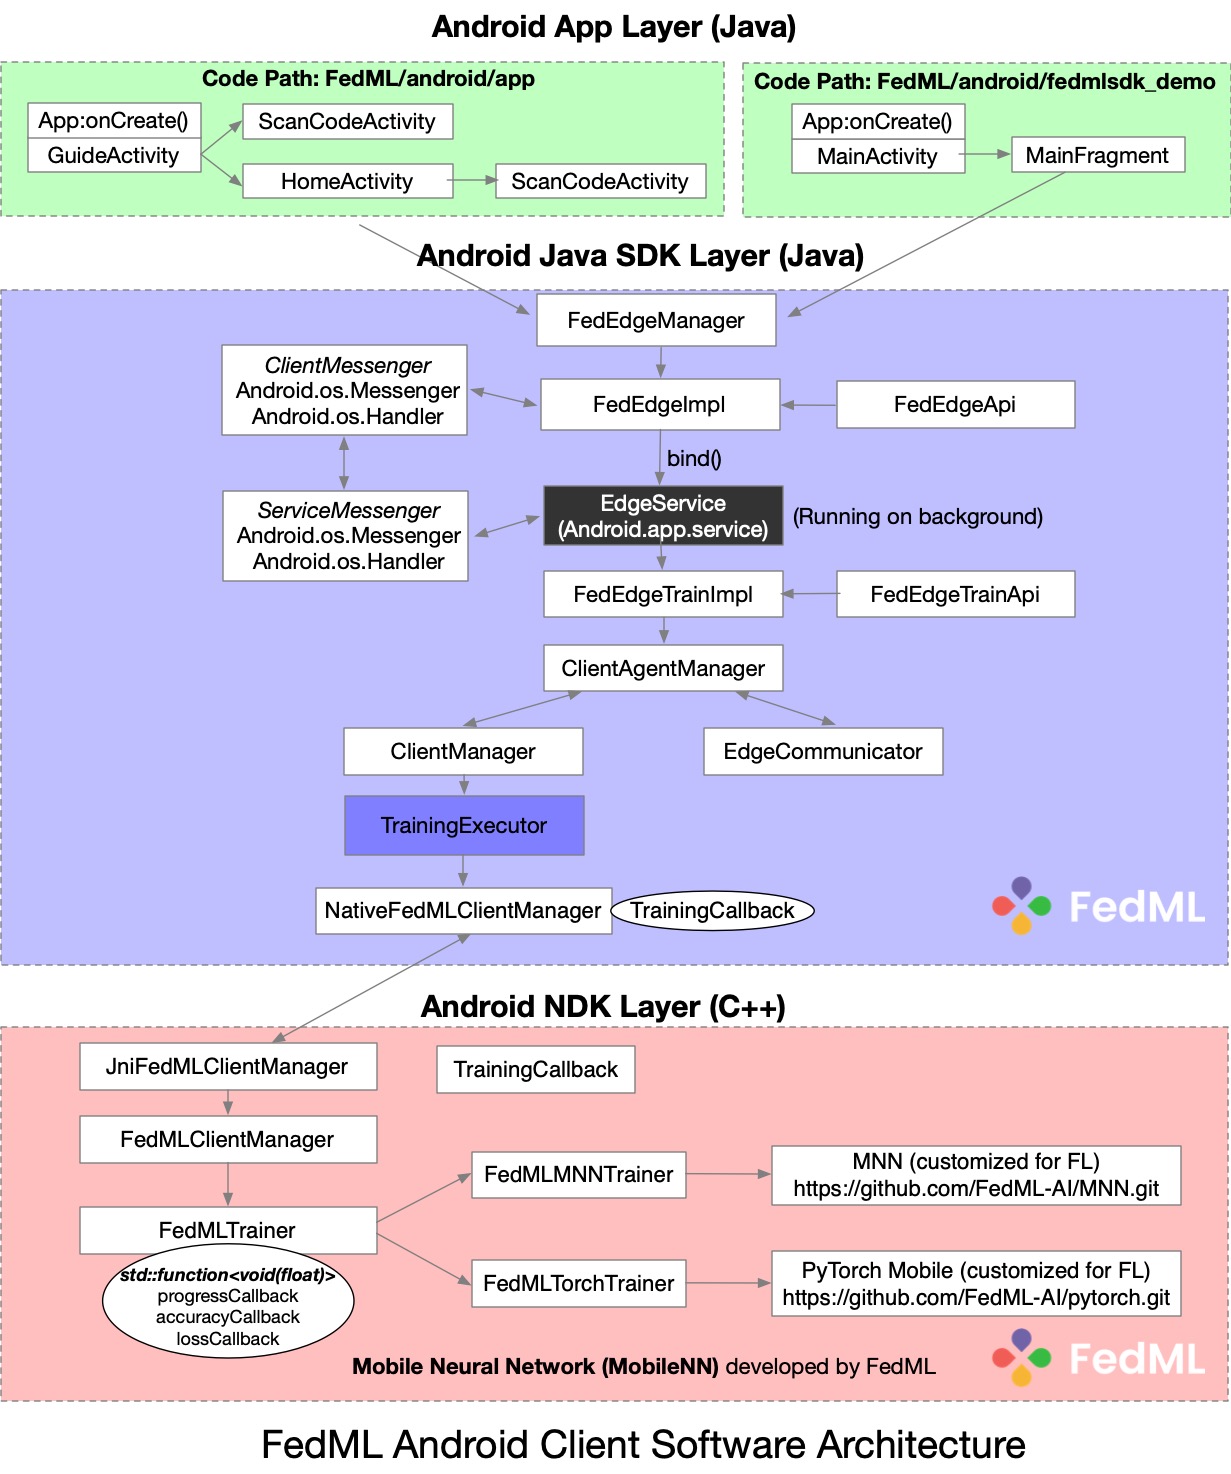 Android App Layer (Java)
Code Path: FedML/android/app
App:onCreate()
GuideActivity
ScanCodeActivity
HomeActivity
ScanCodeActivity
Code Path: FedML/android/fedmlsdk_demo
App:onCreate()
MainActivity
MainFragment
Android Java SDK Layer (Java)
FedEdgeManager
ClientMessenger
Android.os.Messenger
Android.os.Handler
FedEdgeImpl
FedEdgeApi
bind()
ServiceMessenger
Android.os.Messenger
Android.os.Handler
EdgeService
(Android.app.service)
(Running on background)
FedEdgeTrainImpl
FedEdgeTrainApi
ClientAgentManager
ClientManager
EdgeCommunicator
TrainingExecutor
NativeFedMLClientManager
TrainingCallback
FedML
Android NDK Layer (C++)
JniFedMLClientManager
TrainingCallback
FedMLClientManager
FedMLTrainer
std::function<void(float)>
progressCallback
accuracyCallback
lossCallback
FedMLMNNTrainer
MNN (customized for FL)
https://github.com/FedML-AI/MNN.git
FedMLTorchTrainer
PyTorch Mobile (customized for FL)
https://github.com/FedML-AI/pytorch.git
Mobile Neural Network (MobileNN) developed by FedML
FedML
FedML Android Client Software Architecture